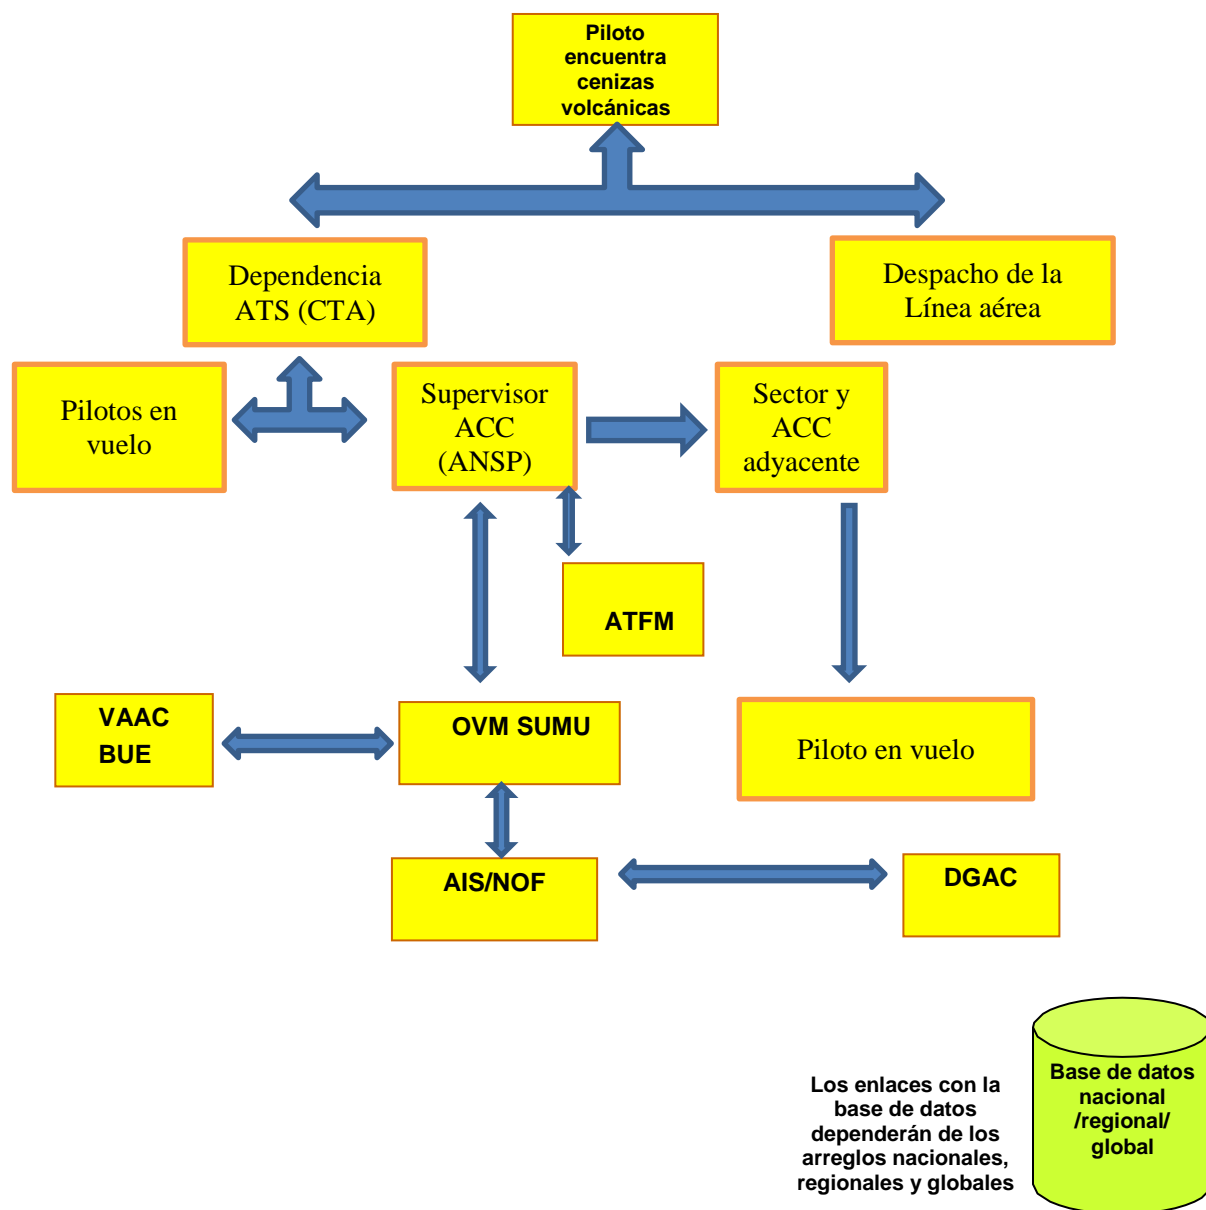 Piloto
encuentra
cenizas
volcánicas
Dependencia
ATS (CTA)
Despacho de la
Línea aérea
Pilotos en
vuelo
Supervisor
ACC
(ANSP)
Sector y
ACC
adyacente
ATFM
VAAC
BUE
OVM SUMU
Piloto en vuelo
AIS/NOF
DGAC
Los enlaces con la
base de datos
dependerán de los
arreglos nacionales,
regionales y globales
Base de datos
nacional
/regional/
global